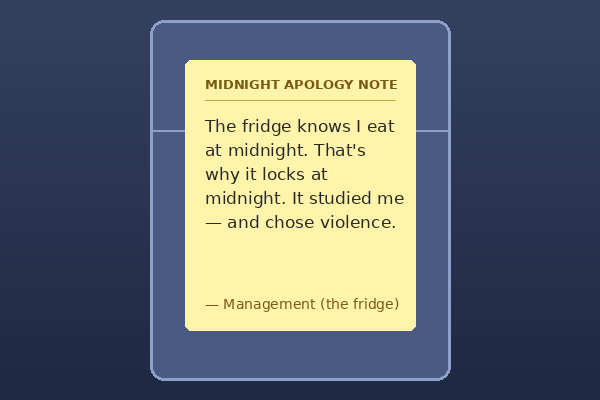 MIDNIGHT APOLOGY NOTE
The fridge knows I eat
at midnight. That's
why it locks at
midnight. It studied me
— and chose violence.
— Management (the fridge)